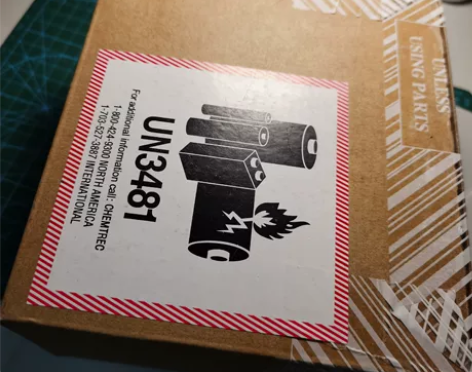 UN3481
For additional information call: CHEMTREC
1-800-424-9300 NORTH AMERICA
1-703-527-3887 INTERNATIONAL
UNLESS
USING PARTS